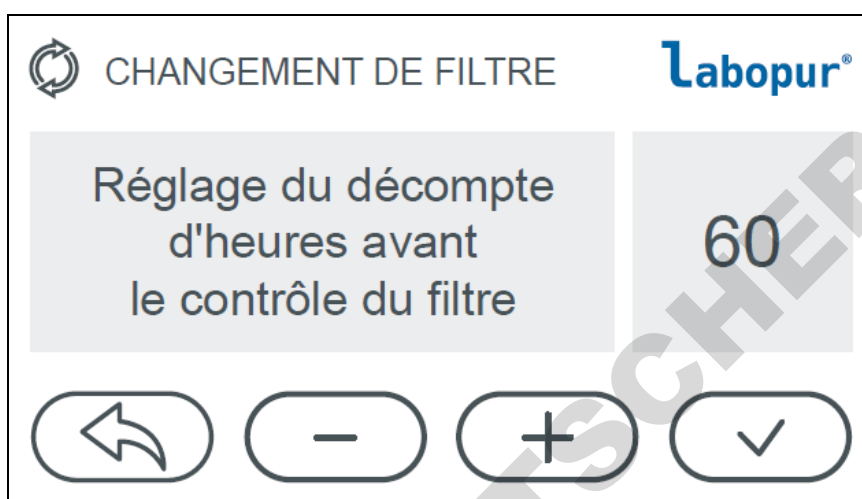 CHANGEMENT DE FILTRE
labopur®
Réglage du décompte
d'heures avant
le contrôle du filtre
60